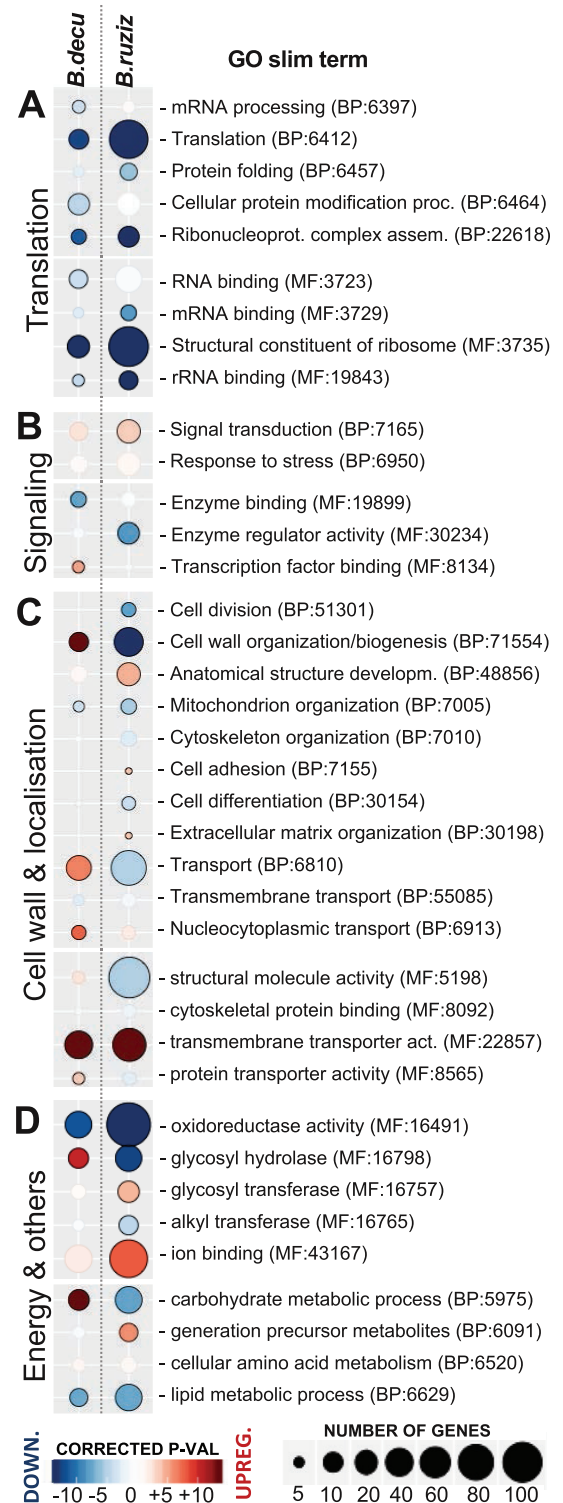 B.decu B.ruziz GO slim term
A
Translation
- mRNA processing (BP:6397)
- Translation (BP:6412)
- Protein folding (BP:6457)
- Cellular protein modification proc. (BP:6464)
- Ribonucleoprot. complex assem. (BP:22618)
- RNA binding (MF:3723)
- mRNA binding (MF:3729)
- Structural constituent of ribosome (MF:3735)
- rRNA binding (MF:19843)
B
Signaling
- Signal transduction (BP:7165)
- Response to stress (BP:6950)
- Enzyme binding (MF:19899)
- Enzyme regulator activity (MF:30234)
- Transcription factor binding (MF:8134)
C
Cell wall & localisation
- Cell division (BP:51301)
- Cell wall organization/biogenesis (BP:71554)
- Anatomical structure developm. (BP:48856)
- Mitochondrion organization (BP:7005)
- Cytoskeleton organization (BP:7010)
- Cell adhesion (BP:7155)
- Cell differentiation (BP:30154)
- Extracellular matrix organization (BP:30198)
- Transport (BP:6810)
- Transmembrane transport (BP:55085)
- Nucleocytoplasmic transport (BP:6913)
- structural molecule activity (MF:5198)
- cytoskeletal protein binding (MF:8092)
- transmembrane transporter act. (MF:22857)
- protein transporter activity (MF:8565)
D
Energy & others
- oxidoreductase activity (MF:16491)
- glycosyl hydrolase (MF:16798)
- glycosyl transferase (MF:16757)
- alkyl transferase (MF:16765)
- ion binding (MF:43167)
- carbohydrate metabolic process (BP:5975)
- generation precursor metabolites (BP:6091)
- cellular amino acid metabolism (BP:6520)
- lipid metabolic process (BP:6629)
DOWN. CORRECTED P-VAL UPREG.
-10 -5 0 +5 +10
NUMBER OF GENES
5 10 20 40 60 80 100